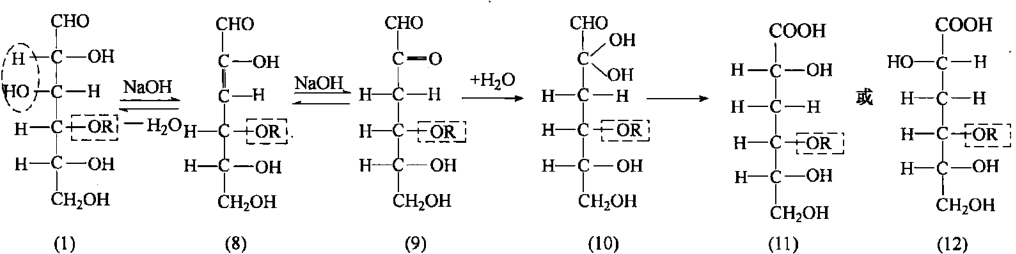 CHO
H—C—OH
HO—C—H
H—C—OR
H—C—OH
CH₂OH
(1)
NaOH
—H₂O
CHO
C—OH
C—H
H—C—OR
H—C—OH
CH₂OH
(8)
NaOH
CHO
C=O
H—C—H
H—C—OR
H—C—OH
CH₂OH
(9)
+H₂O
CHO
OH
C
OH
H—C—H
H—C—OR
H—C—OH
CH₂OH
(10)
COOH
H—C—OH
H—C—H
H—C—OR
H—C—OH
CH₂OH
(11)
或
COOH
HO—C—H
H—C—H
H—C—OR
H—C—OH
CH₂OH
(12)